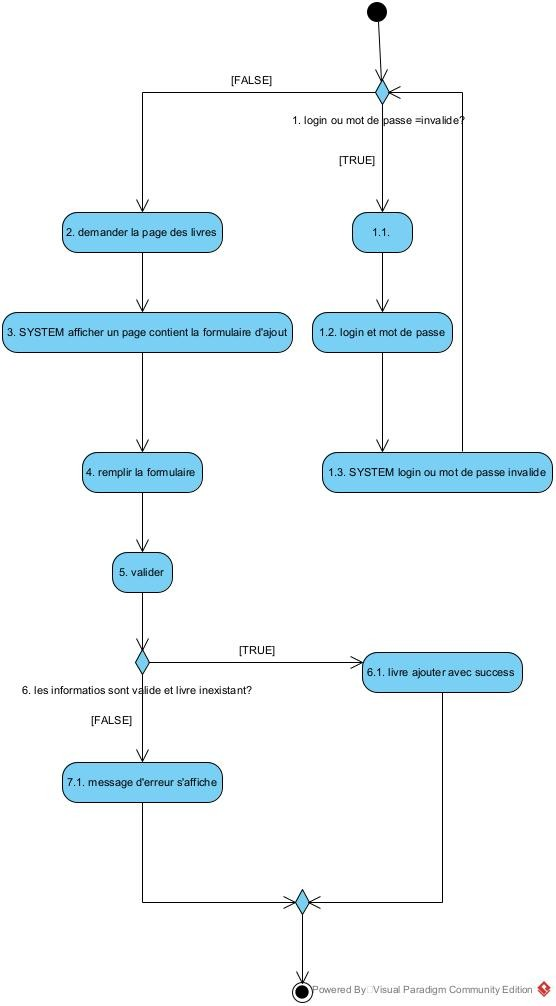 [FALSE]
1. login ou mot de passe =invalide?
[TRUE]
2. demander la page des livres
1.1.
3. SYSTEM afficher un page contient la formulaire d'ajout
1.2. login et mot de passe
4. remplir la formulaire
1.3. SYSTEM login ou mot de passe invalide
5. valider
[TRUE]
6.1. livre ajouter avec success
6. les informatios sont valide et livre inexistant?
[FALSE]
7.1. message d'erreur s'affiche
Powered By Visual Paradigm Community Edition